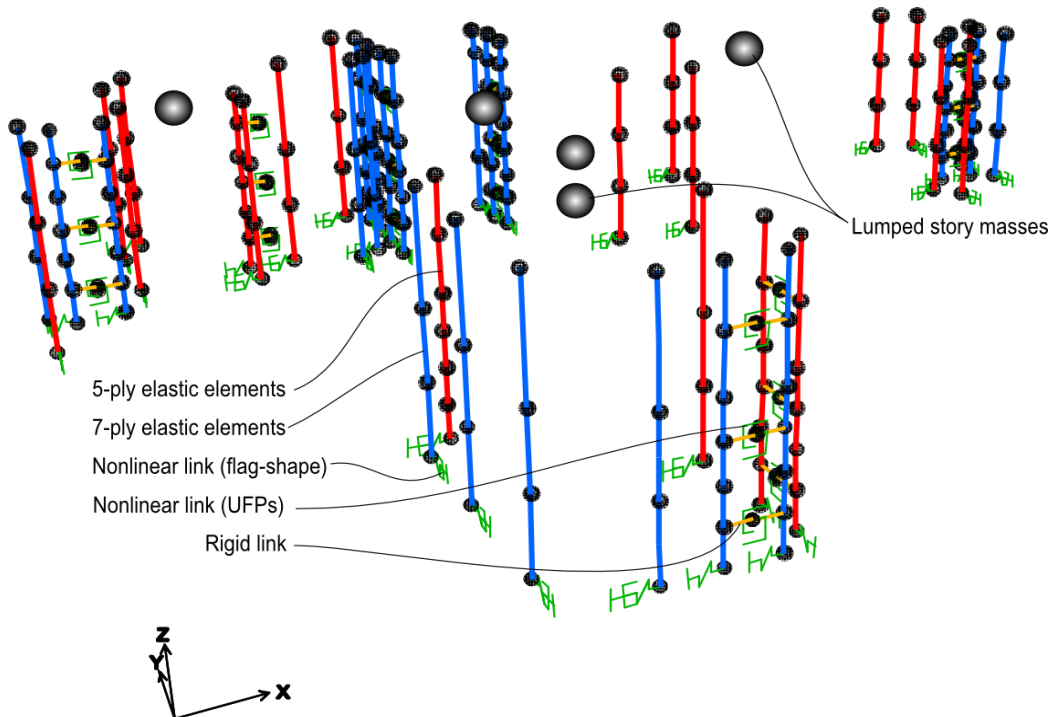 Lumped story masses
5-ply elastic elements
7-ply elastic elements
Nonlinear link (flag-shape)
Nonlinear link (UFPs)
Rigid link
Z
Y
X